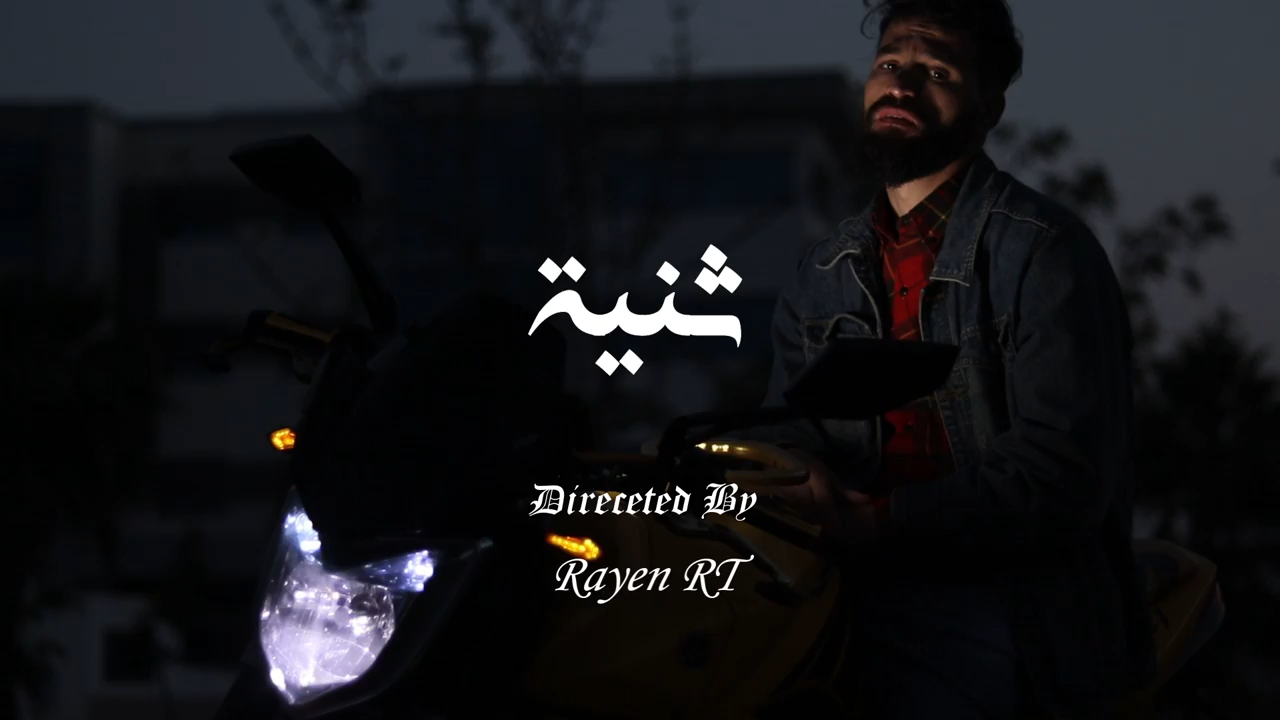 ثنية
Direceted By
Rayen RT